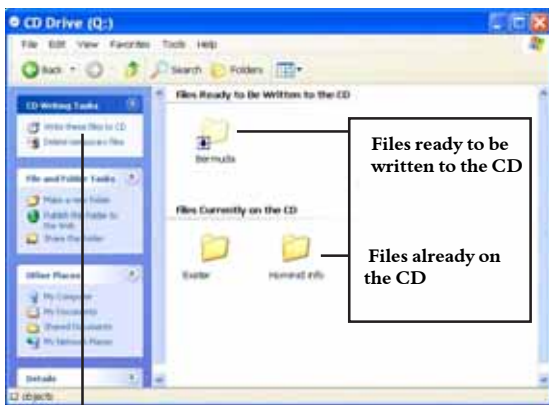 CD Drive (Q:)
File Edit View Favorites Tools Help
Back Search Folders
CD Writing Tasks
Write these files to CD
Delete temporary files
File and Folder Tasks
Make a new folder
Publish this folder to
the Web
Share this folder
Other Places
My Computer
My Documents
Shared Documents
My Network Places
Details
Files Ready to Be Written to the CD
Bermuda
Files Currently on the CD
Exeter
Files ready to be
written to the CD
Files already on
the CD
objects